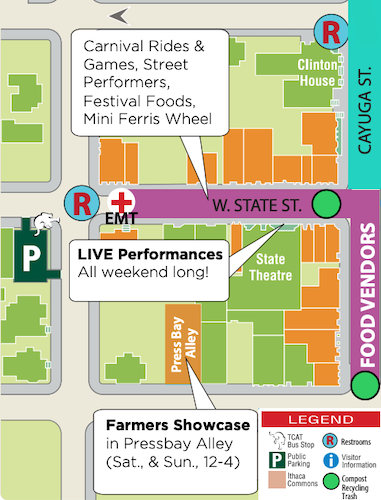 Carnival Rides &
Games, Street
Performers,
Festival Foods,
Mini Ferris Wheel
R
Clinton
House
CAYUGA ST.
R
EMT
W. STATE ST.
P
LIVE Performances
All weekend long!
State
Theatre
FOOD VENDORS
Press Bay
Alley
Farmers Showcase
in Pressbay Alley
(Sat., & Sun., 12-4)
LEGEND
TCAT
Bus Stop
R Restrooms
P Public
Parking
i Visitor
Information
Ithaca
Commons
Compost
Recycling
Trash